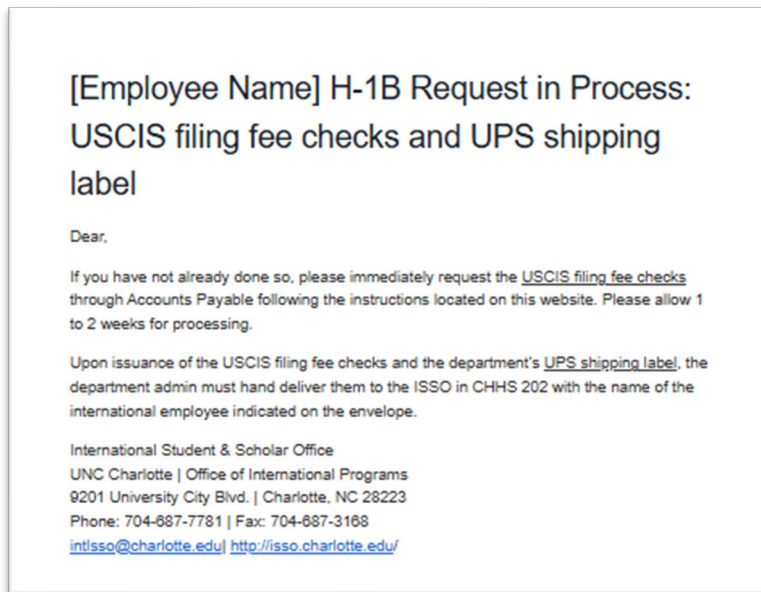 [Employee Name] H-1B Request in Process:
USCIS filing fee checks and UPS shipping
label
Dear,
If you have not already done so, please immediately request the USCIS filing fee checks
through Accounts Payable following the instructions located on this website. Please allow 1
to 2 weeks for processing.
Upon issuance of the USCIS filing fee checks and the department's UPS shipping label, the
department admin must hand deliver them to the ISSO in CHHS 202 with the name of the
international employee indicated on the envelope.
International Student & Scholar Office
UNC Charlotte | Office of International Programs
9201 University City Blvd. | Charlotte, NC 28223
Phone: 704-687-7781 | Fax: 704-687-3168
intlsso@charlotte.edu| http://isso.charlotte.edu/